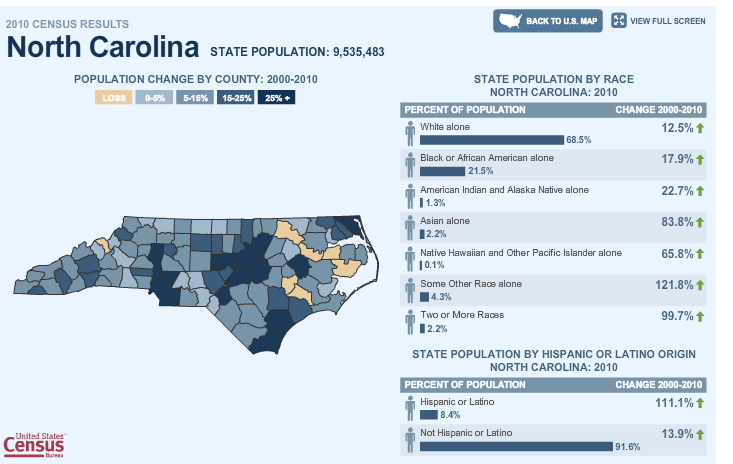 2010 CENSUS RESULTS
BACK TO U.S. MAP
VIEW FULL SCREEN
North Carolina STATE POPULATION: 9,535,483
POPULATION CHANGE BY COUNTY: 2000-2010
LOSS 0-5% 5-15% 15-25% 25% +
STATE POPULATION BY RACE
NORTH CAROLINA: 2010
PERCENT OF POPULATION CHANGE 2000-2010
White alone 12.5%
68.5%
Black or African American alone 17.9%
21.5%
American Indian and Alaska Native alone 22.7%
1.3%
Asian alone 83.8%
2.2%
Native Hawaiian and Other Pacific Islander alone 65.8%
0.1%
Some Other Race alone 121.8%
4.3%
Two or More Races 99.7%
2.2%
STATE POPULATION BY HISPANIC OR LATINO ORIGIN
NORTH CAROLINA: 2010
PERCENT OF POPULATION CHANGE 2000-2010
Hispanic or Latino 111.1%
8.4%
Not Hispanic or Latino 13.9%
91.6%
United States™
Census
Bureau